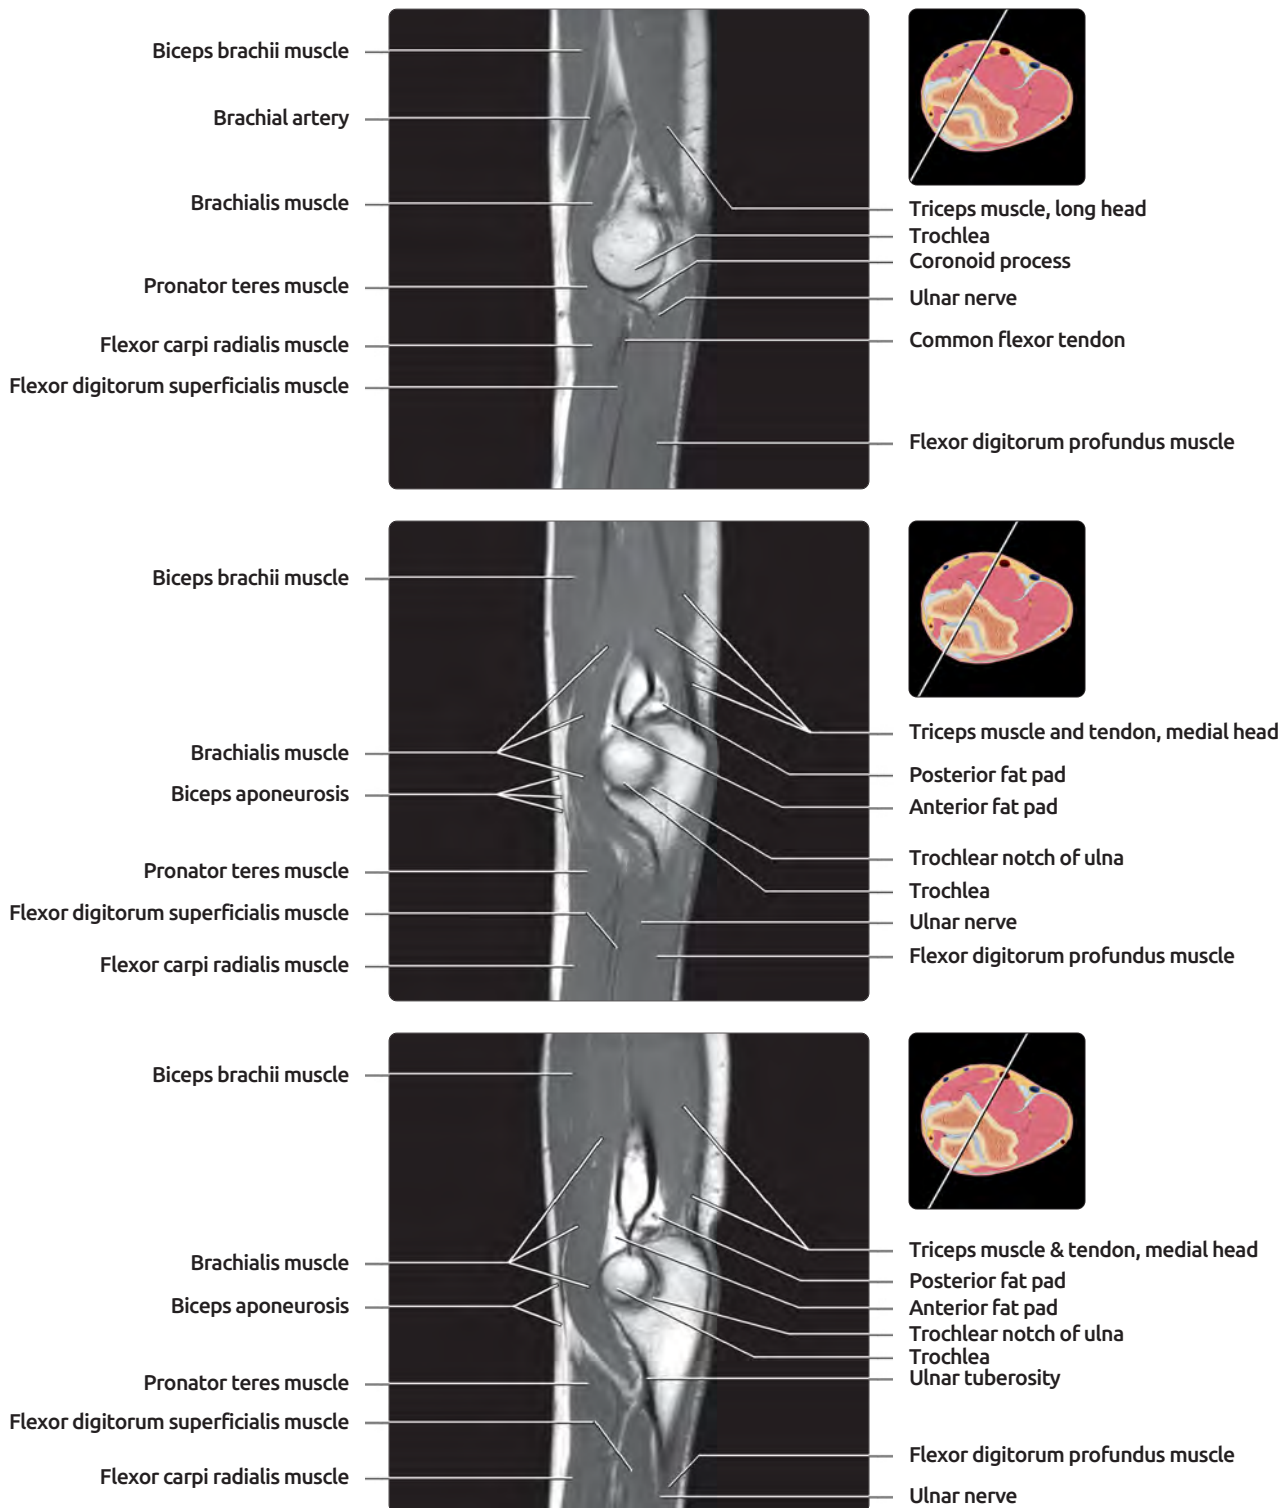 Biceps brachii muscle
Brachial artery
Brachialis muscle
Pronator teres muscle
Flexor carpi radialis muscle
Flexor digitorum superficialis muscle
Triceps muscle, long head
Trochlea
Coronoid process
Ulnar nerve
Common flexor tendon
Flexor digitorum profundus muscle
Biceps brachii muscle
Brachialis muscle
Biceps aponeurosis
Pronator teres muscle
Flexor digitorum superficialis muscle
Flexor carpi radialis muscle
Triceps muscle and tendon, medial head
Posterior fat pad
Anterior fat pad
Trochlear notch of ulna
Trochlea
Ulnar nerve
Flexor digitorum profundus muscle
Biceps brachii muscle
Brachialis muscle
Biceps aponeurosis
Pronator teres muscle
Flexor digitorum superficialis muscle
Flexor carpi radialis muscle
Triceps muscle & tendon, medial head
Posterior fat pad
Anterior fat pad
Trochlear notch of ulna
Trochlea
Ulnar tuberosity
Flexor digitorum profundus muscle
Ulnar nerve